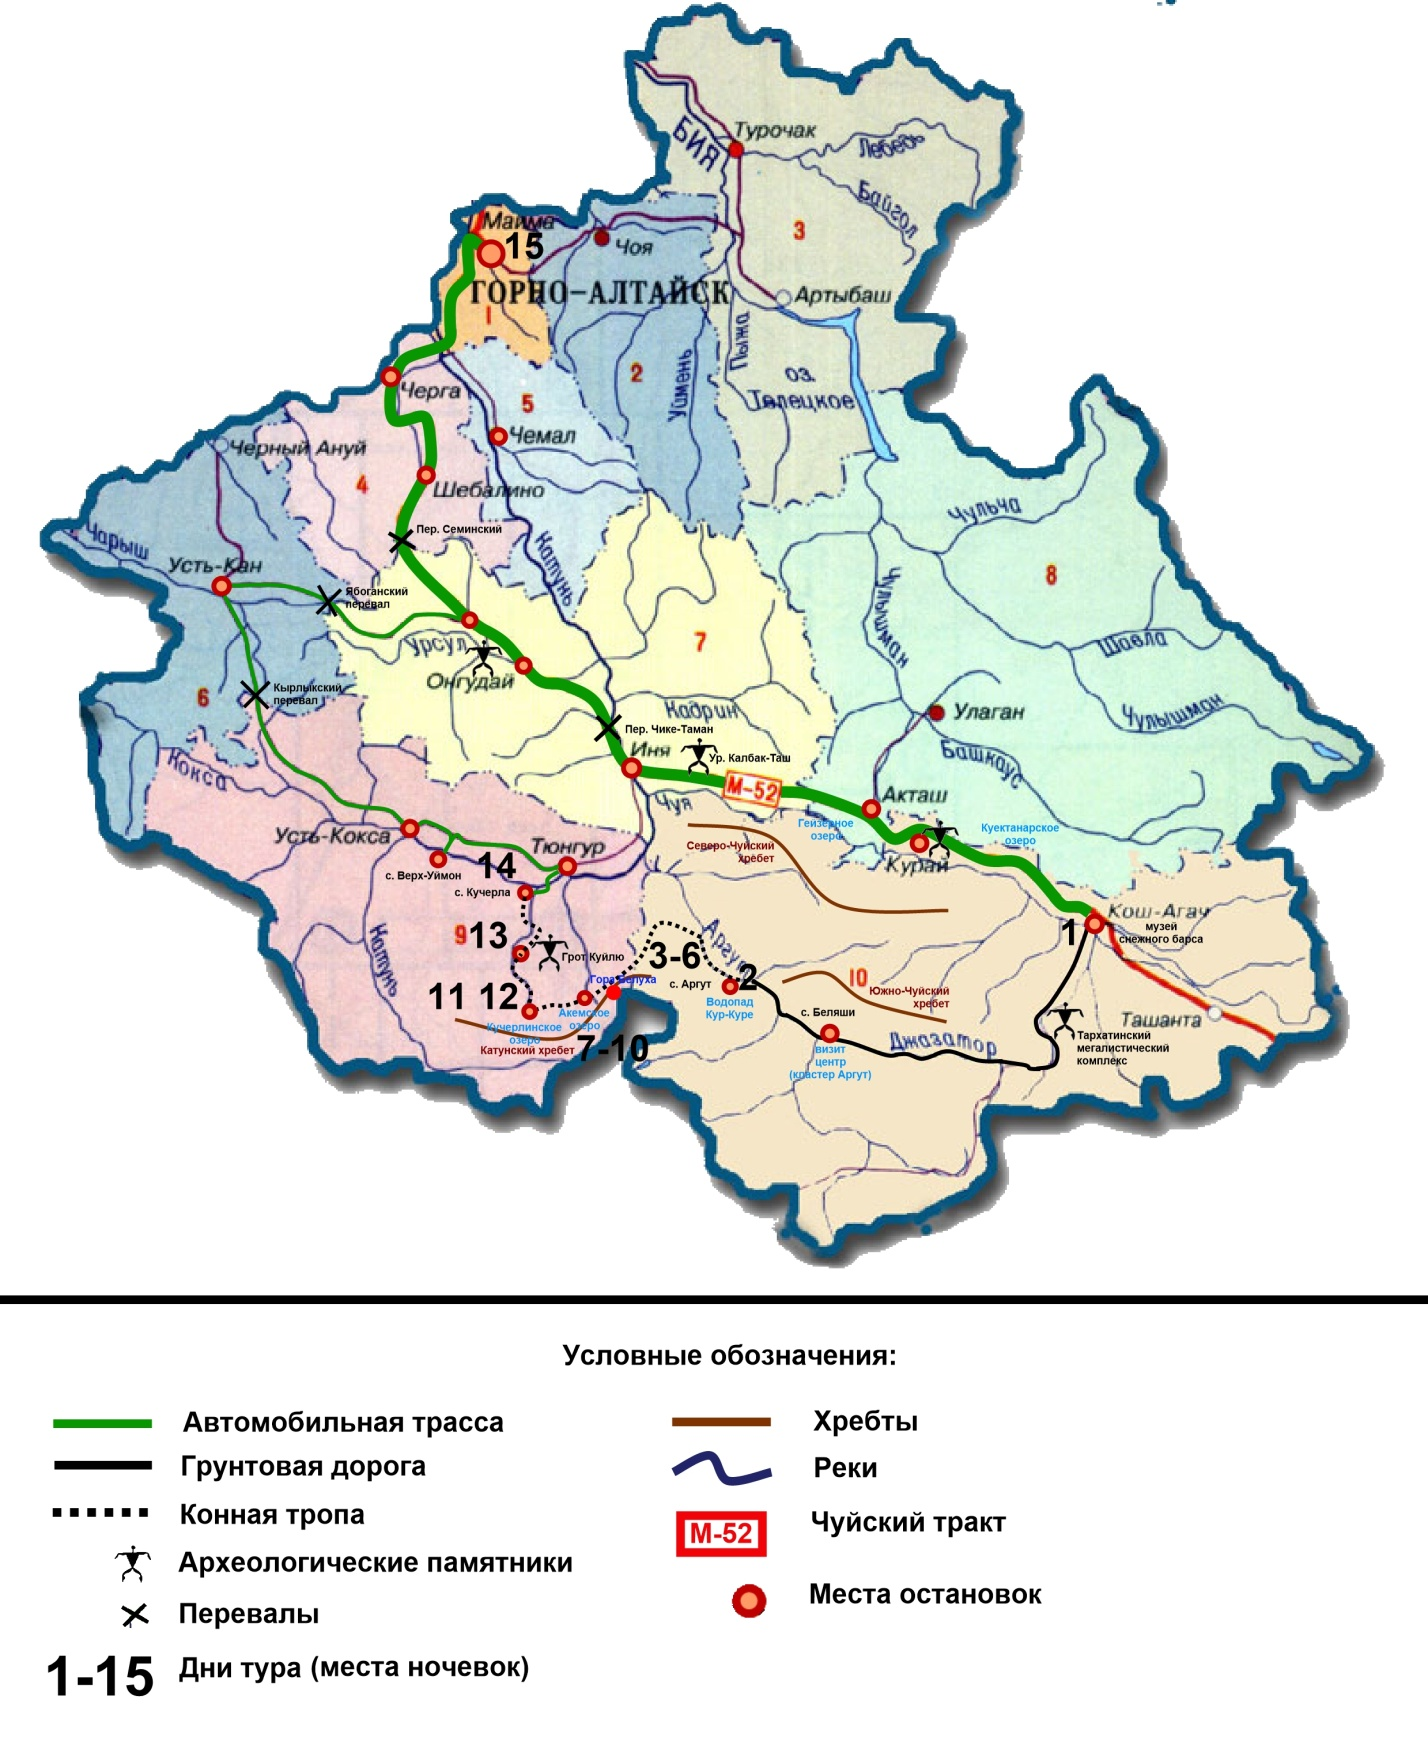 Турочак
БИЯ
Лебедь
Байгол
3
Майма
15
Чоя
ГОРНО-АЛТАЙСК
Артыбаш
1
Пыжа
2
Уймень
оз.
Телецкое
Черга
5
Чемал
Черный Ануй
4
Шебалино
Чульча
Чарыш
Пер. Семинский
Катунь
Усть-Кан
Ябоганский
перевал
Чулышман
8
Шавла
7
Урсул
Онгудай
6
Кырлыкский
перевал
Кадрин
Улаган
Чулышман
Пер. Чике-Таман
Иня
Ур. Калбак-Таш
Башкаус
Кокса
М-52
Чуя
Акташ
Гейзерное
озеро
Куектанарское
озеро
Усть-Кокса
Тюнгур
Северо-Чуйский
хребет
Курай
с. Верх-Уймон
14
с. Кучерла
Кош-Агач
музей
снежного барса
1
9
13
Катунь
Грот Куйлю
Аргут
3-6
Гора Белуха
с. Аргут
2
10
Южно-Чуйский
хребет
11 12
Водопад
Кур-Куре
Акемское
озеро
с. Беляши
Ташанта
Кучерлинское
озеро
Катунский хребет
7-10
Джазатор
визит
центр
(кластер Аргут)
Тархатинский
мегалистический
комплекс
Условные обозначения:
Автомобильная трасса
Хребты
Грунтовая дорога
Реки
Конная тропа
М-52
Чуйский тракт
Археологические памятники
Места остановок
Перевалы
1-15
Дни тура (места ночевок)